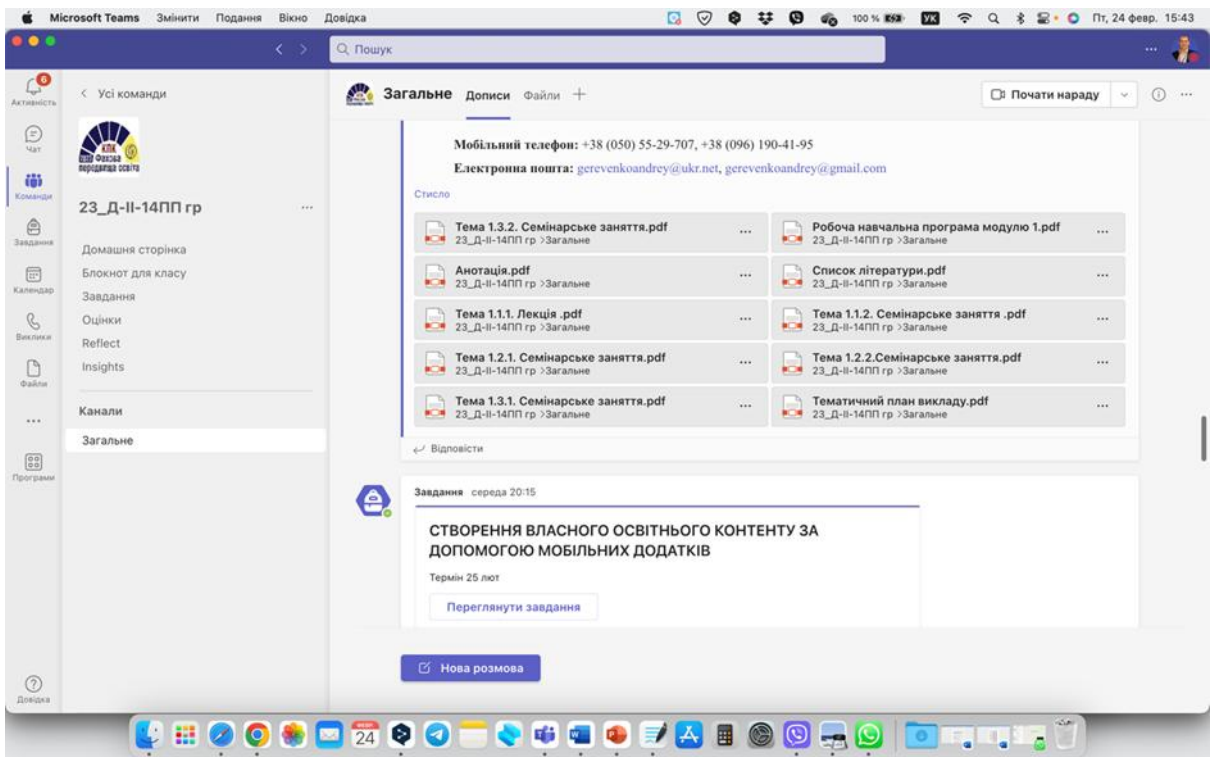 Microsoft Teams Змінити Подання Вікно Довідка 100 % УК Пт, 24 февр. 15:43
Пошук
6
Активність
Чат
Команди
Завдання
Календар
Виклики
Файли
Програми
Довідка
Усі команди
КПК
Фахова
передвища освіта
23_Д-ІІ-14ПП гр
Домашня сторінка
Блокнот для класу
Завдання
Оцінки
Reflect
Insights
Канали
Загальне
Загальне Дописи Файли
Почати нараду
Мобільний телефон: +38 (050) 55-29-707, +38 (096) 190-41-95
Електронна пошта: gerevenkoandrey@ukr.net, gerevenkoandrey@gmail.com
Стисло
Тема 1.3.2. Семінарське заняття.pdf
23_Д-ІІ-14ПП гр >Загальне
Робоча навчальна програма модулю 1.pdf
23_Д-ІІ-14ПП гр >Загальне
Анотація.pdf
23_Д-ІІ-14ПП гр >Загальне
Список літератури.pdf
23_Д-ІІ-14ПП гр >Загальне
Тема 1.1.1. Лекція .pdf
23_Д-ІІ-14ПП гр >Загальне
Тема 1.1.2. Семінарське заняття .pdf
23_Д-ІІ-14ПП гр >Загальне
Тема 1.2.1. Семінарське заняття.pdf
23_Д-ІІ-14ПП гр >Загальне
Тема 1.2.2.Семінарське заняття.pdf
23_Д-ІІ-14ПП гр >Загальне
Тема 1.3.1. Семінарське заняття.pdf
23_Д-ІІ-14ПП гр >Загальне
Тематичний план викладу.pdf
23_Д-ІІ-14ПП гр >Загальне
Відповісти
Завдання середа 20:15
СТВОРЕННЯ ВЛАСНОГО ОСВІТНЬОГО КОНТЕНТУ ЗА
ДОПОМОГОЮ МОБІЛЬНИХ ДОДАТКІВ
Термін 25 лют
Переглянути завдання
Нова розмова
24